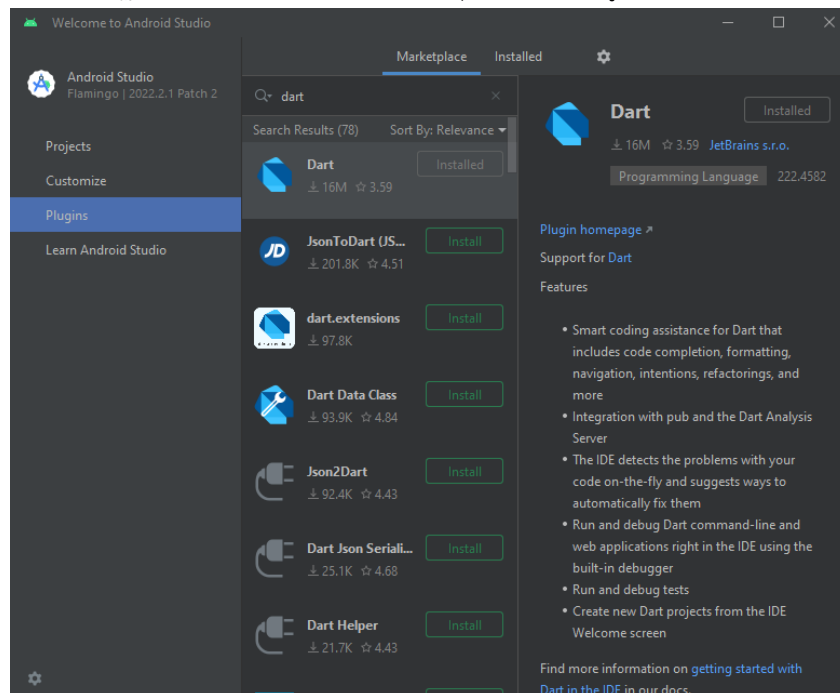 Welcome to Android Studio
Android Studio
Flamingo | 2022.2.1 Patch 2
Projects
Customize
Plugins
Learn Android Studio
Marketplace Installed
dart
Search Results (78) Sort By: Relevance
Dart Installed
16M 3.59
JsonToDart (JS... Install
201.8K 4.51
dart.extensions Install
97.8K
Dart Data Class Install
93.9K 4.84
Json2Dart Install
92.4K 4.43
Dart Json Seriali... Install
25.1K 4.68
Dart Helper Install
21.7K 4.43
Dart Installed
16M 3.59 JetBrains s.r.o.
Programming Language 222.4582
Plugin homepage ↗
Support for Dart
Features
• Smart coding assistance for Dart that
includes code completion, formatting,
navigation, intentions, refactorings, and
more
• Integration with pub and the Dart Analysis
Server
• The IDE detects the problems with your
code on-the-fly and suggests ways to
automatically fix them
• Run and debug Dart command-line and
web applications right in the IDE using the
built-in debugger
• Run and debug tests
• Create new Dart projects from the IDE
Welcome screen
Find more information on getting started with
Dart in the IDE in our docs.